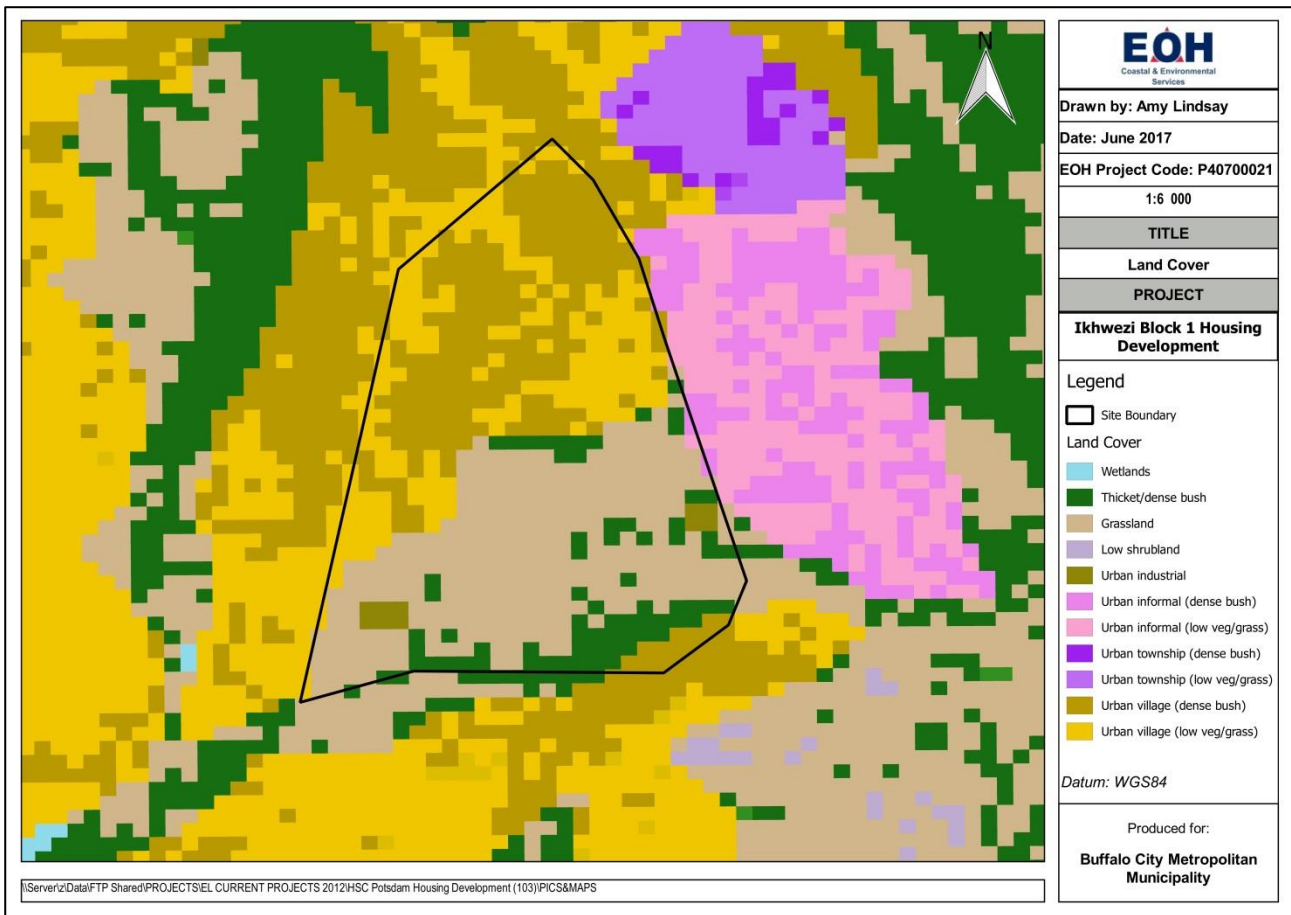 N
EOH
Coastal & Environmental
Services
Drawn by: Amy Lindsay
Date: June 2017
EOH Project Code: P40700021
1:6 000
TITLE
Land Cover
PROJECT
Ikhwezi Block 1 Housing
Development
Legend
Site Boundary
Land Cover
Wetlands
Thicket/dense bush
Grassland
Low shrubland
Urban industrial
Urban informal (dense bush)
Urban informal (low veg/grass)
Urban township (dense bush)
Urban township (low veg/grass)
Urban village (dense bush)
Urban village (low veg/grass)
Datum: WGS84
Produced for:
Buffalo City Metropolitan
Municipality
\\Server\z\Data\FTP Shared\PROJECTS\EL CURRENT PROJECTS 2012\HSC Potsdam Housing Development (103)\PICS&MAPS